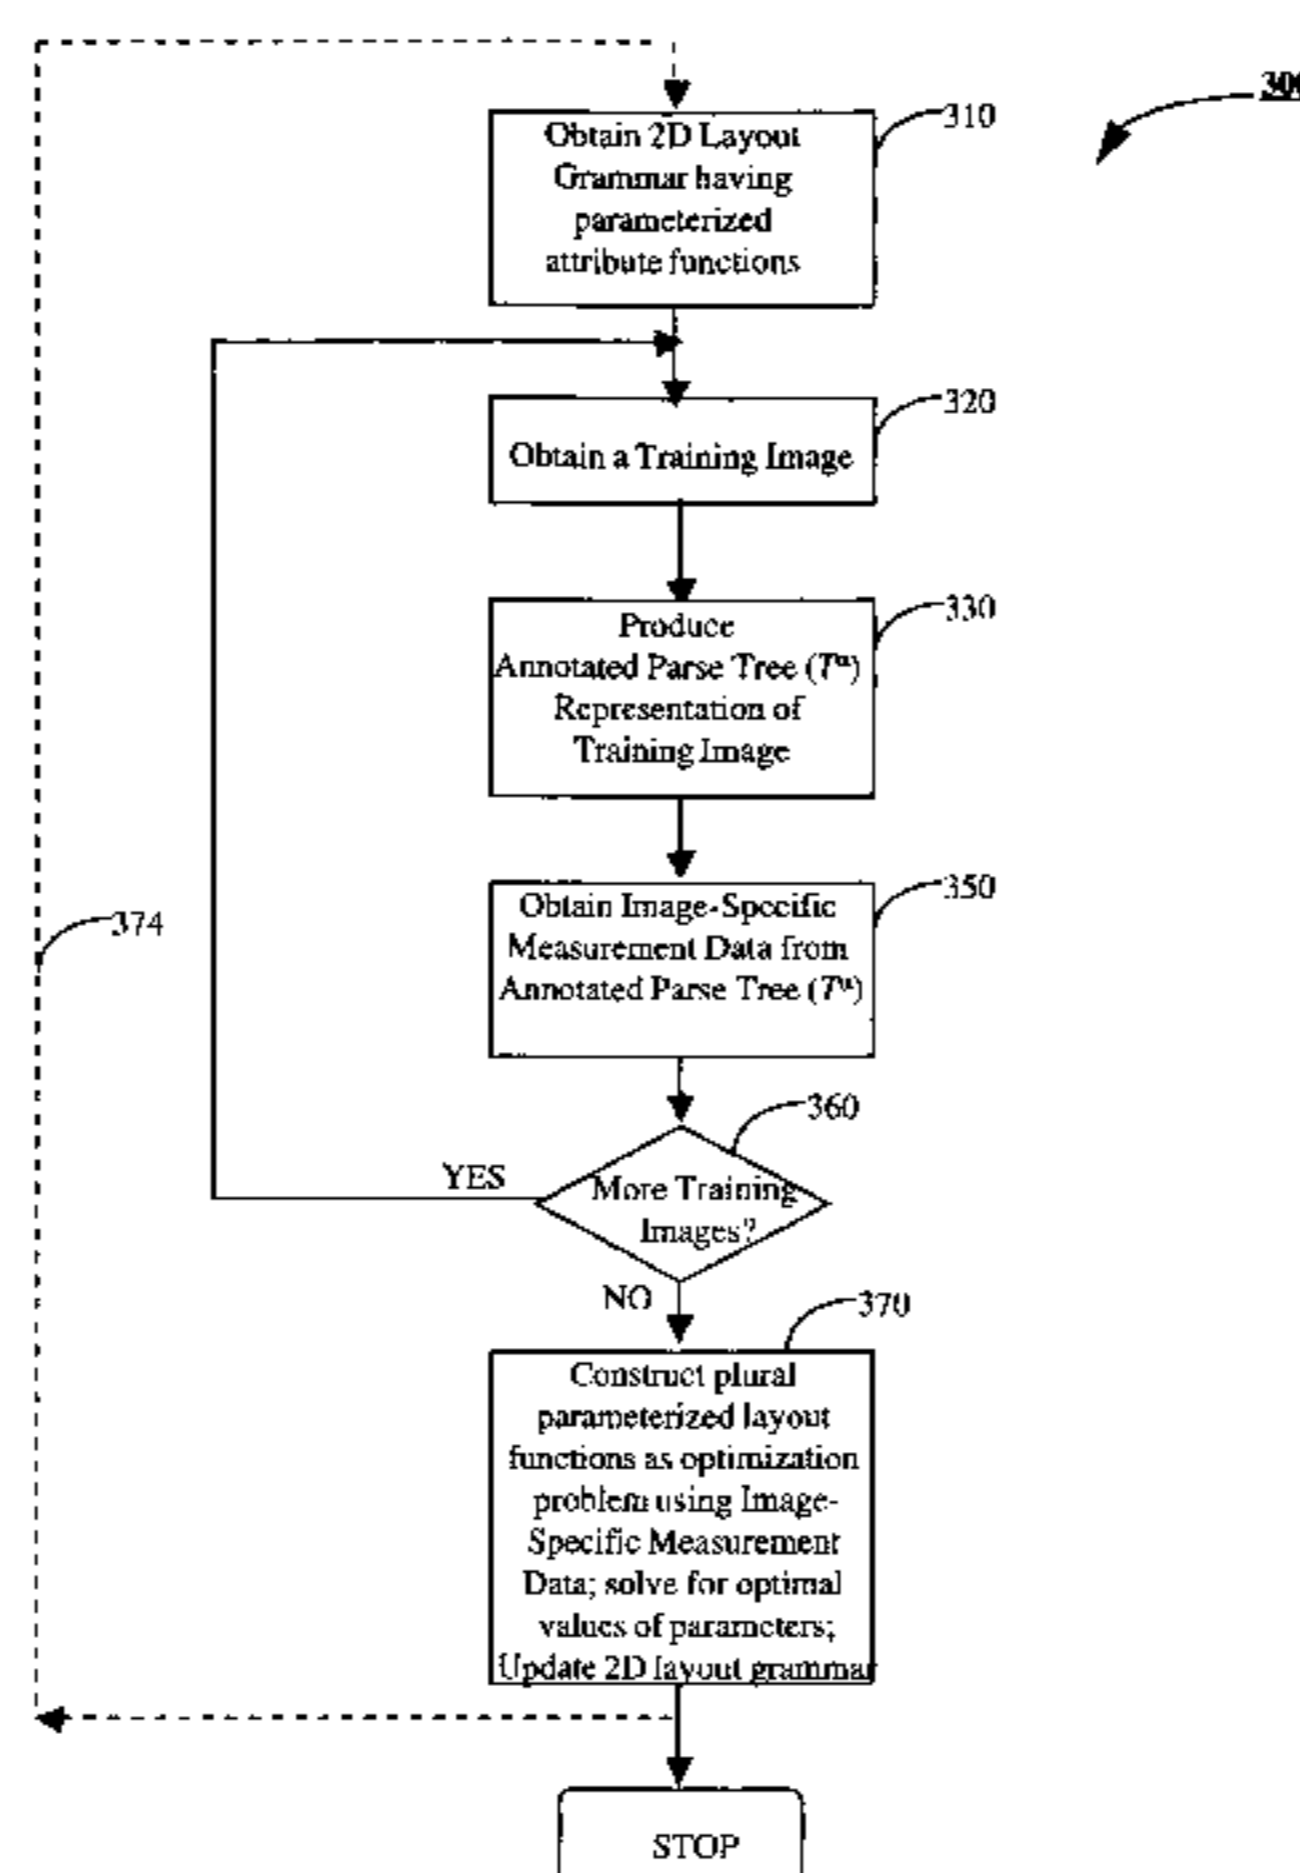 300
310
Obtain 2D Layout
Grammar having
parameterized
attribute functions
320
Obtain a Training Image
330
Produce
Annotated Parse Tree (Tᵃ)
Representation of
Training Image
350
Obtain Image-Specific
Measurement Data from
Annotated Parse Tree (Tᵃ)
374
360
YES
More Training
Images?
NO
370
Construct plural
parameterized layout
functions as optimization
problem using Image-
Specific Measurement
Data; solve for optimal
values of parameters;
Update 2D layout grammar
STOP